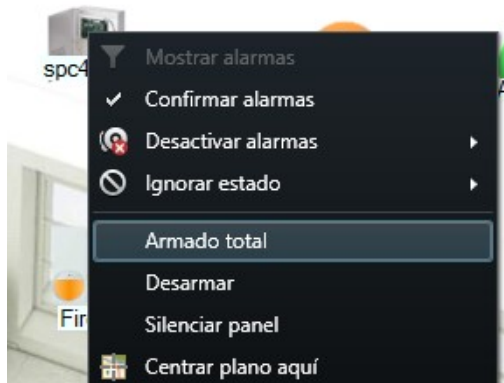 spc4
Mostrar alarmas
Confirmar alarmas
Desactivar alarmas
Ignorar estado
Armado total
Desarmar
Fir
Silenciar panel
Centrar plano aquí